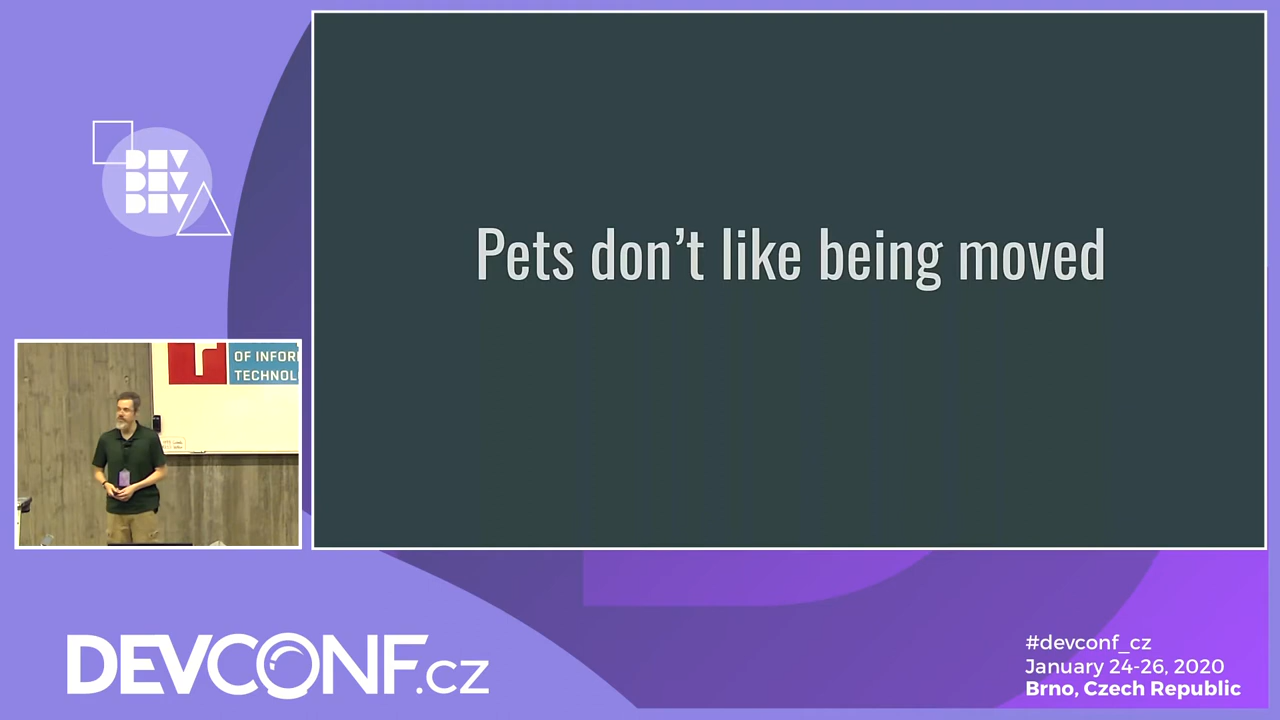 DEV
DEV
DEV
Pets don’t like being moved
OF INFOR
TECHNOL
DEVCONF.cz
#devconf_cz
January 24-26, 2020
Brno, Czech Republic